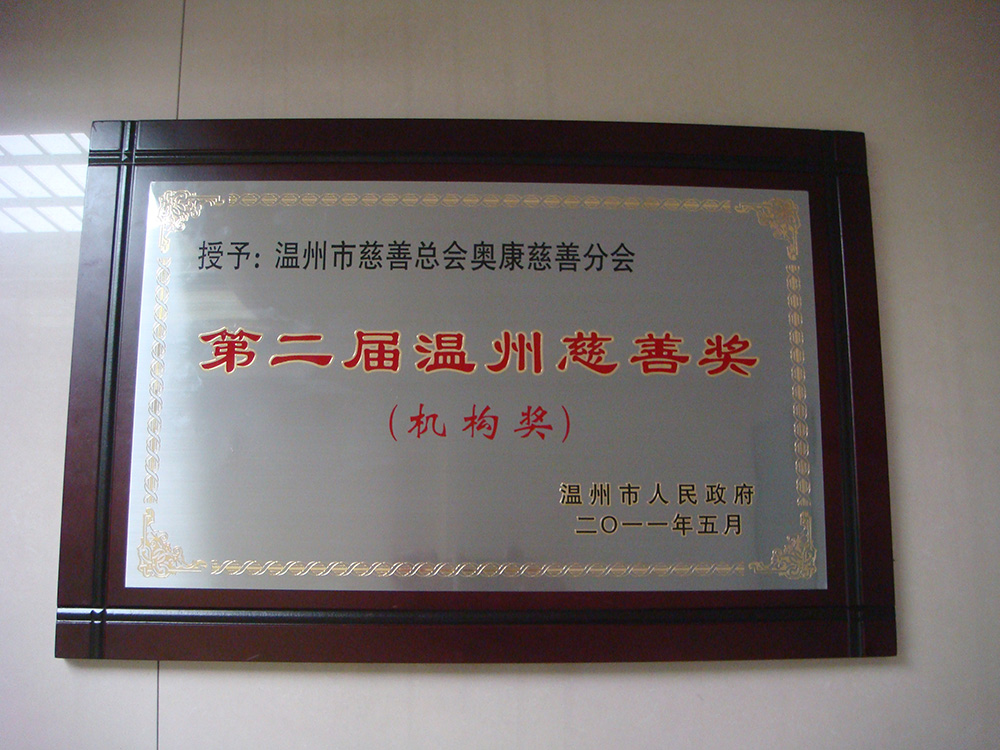 授予：温州市慈善总会奥康慈善分会
第二届温州慈善奖
（机构奖）
温州市人民政府
二〇一一年五月